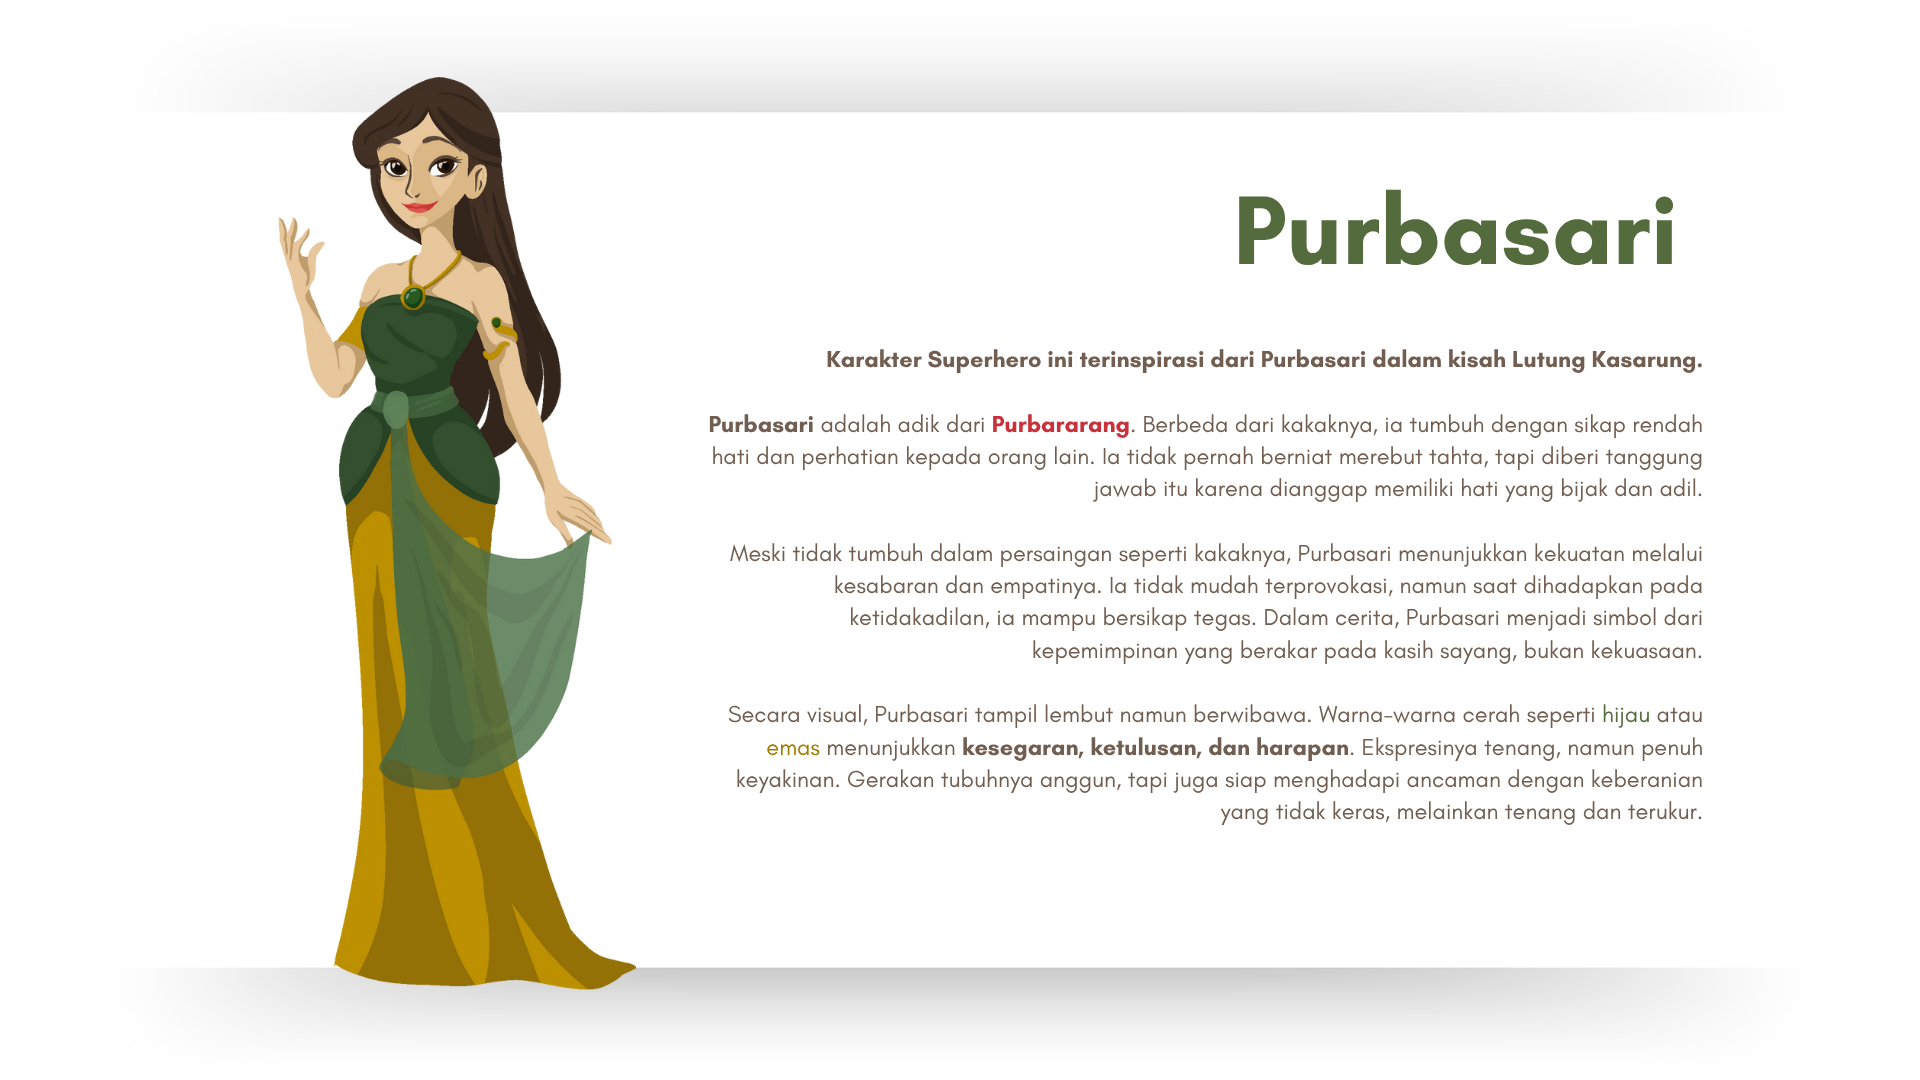 Purbasari
Karakter Superhero ini terinspirasi dari Purbasari dalam kisah Lutung Kasarung.
Purbasari adalah adik dari Purbararang. Berbeda dari kakaknya, ia tumbuh dengan sikap rendah
hati dan perhatian kepada orang lain. Ia tidak pernah berniat merebut tahta, tapi diberi tanggung
jawab itu karena dianggap memiliki hati yang bijak dan adil.
Meski tidak tumbuh dalam persaingan seperti kakaknya, Purbasari menunjukkan kekuatan melalui
kesabaran dan empatinya. Ia tidak mudah terprovokasi, namun saat dihadapkan pada
ketidakadilan, ia mampu bersikap tegas. Dalam cerita, Purbasari menjadi simbol dari
kepemimpinan yang berakar pada kasih sayang, bukan kekuasaan.
Secara visual, Purbasari tampil lembut namun berwibawa. Warna-warna cerah seperti hijau atau
emas menunjukkan kesegaran, ketulusan, dan harapan. Ekspresinya tenang, namun penuh
keyakinan. Gerakan tubuhnya anggun, tapi juga siap menghadapi ancaman dengan keberanian
yang tidak keras, melainkan tenang dan terukur.